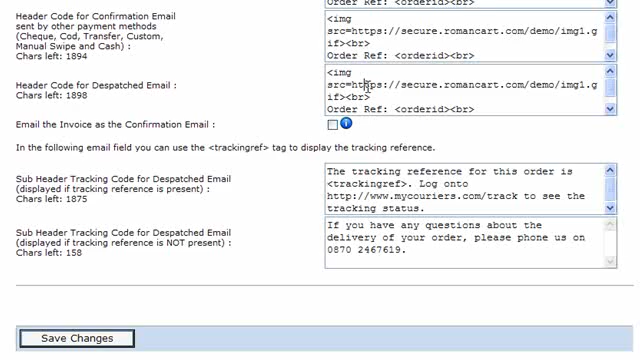 Order Ref: <orderid><br>
Header Code for Confirmation Email
sent by other payment methods
(Cheque, Cod, Transfer, Custom,
Manual Swipe and Cash) :
Chars left: 1894
<img
src=https://secure.romancart.com/demo/img1.g
if><br>
Order Ref: <orderid><br>
Header Code for Despatched Email :
Chars left: 1898
<img
src=https://secure.romancart.com/demo/img1.g
if><br>
Order Ref: <orderid><br>
Email the Invoice as the Confirmation Email :
In the following email field you can use the <trackingref> tag to display the tracking reference.
Sub Header Tracking Code for Despatched Email
(displayed if tracking reference is present) :
Chars left: 1875
The tracking reference for this order is
<trackingref>. Log onto
http://www.mycouriers.com/track to see the
tracking status.
Sub Header Tracking Code for Despatched Email
(displayed if tracking reference is NOT present) :
Chars left: 158
If you have any questions about the
delivery of your order, please phone us on
0870 2467619.
Save Changes